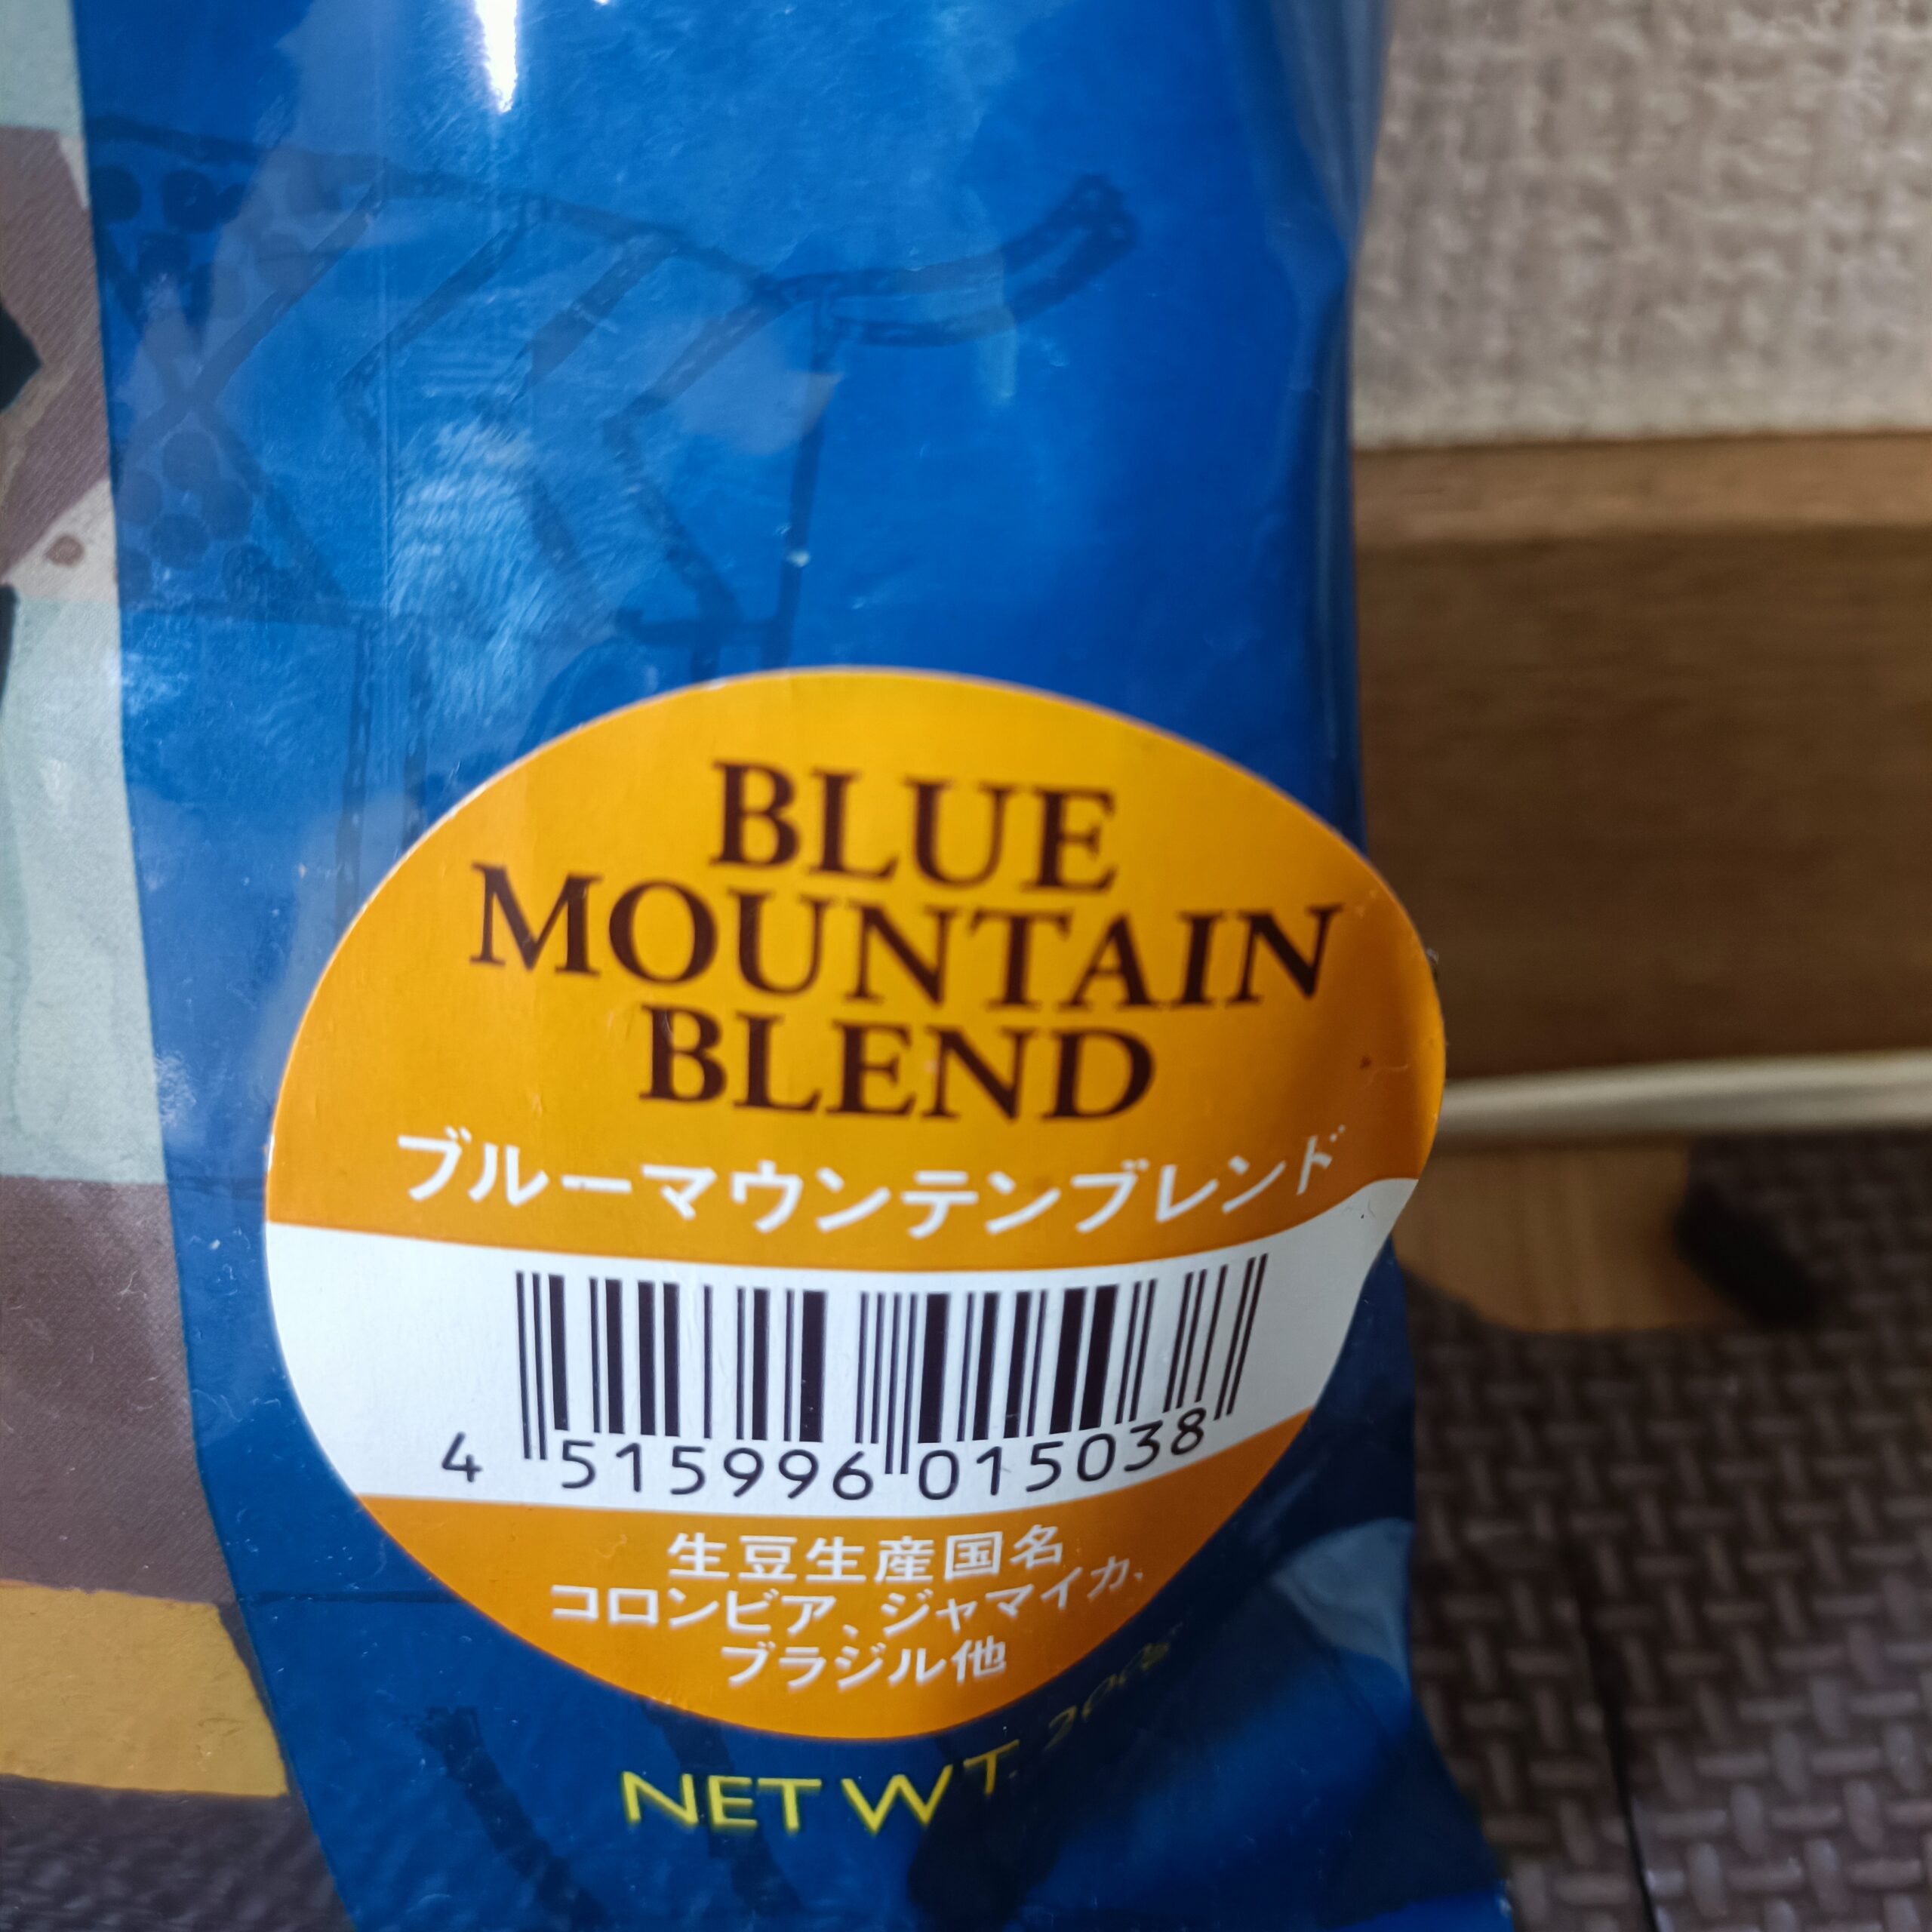 BLUE
MOUNTAIN
BLEND
ブルーマウンテンブレンド
4 515996 015038
生豆生産国名
コロンビア、ジャマイカ、
ブラジル他
NET WT. 200g